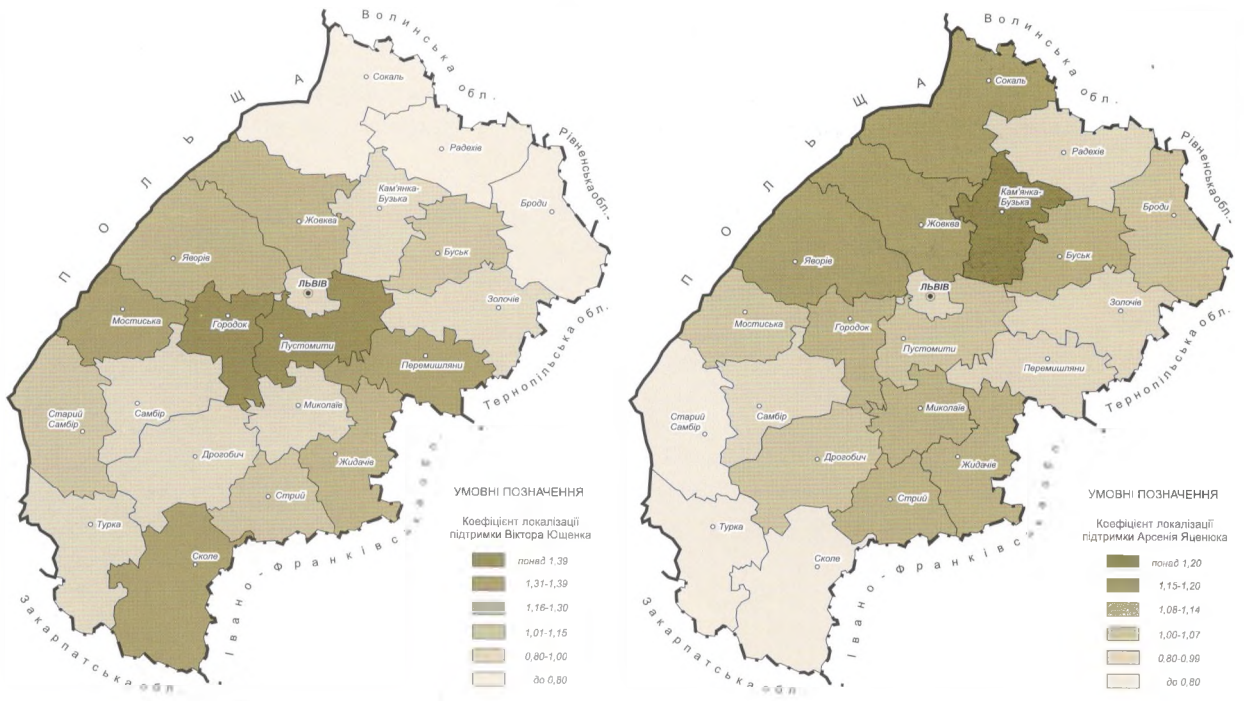 Волинська обл.
ПОЛЬЩА
Рівненська обл.
Сокаль
Радехів
Кам'янка-
Бузька
Броди
Жовква
Буськ
Яворів
ЛЬВІВ
Золочів
Мостиська
Городок
Пустомити
Перемишляни
Тернопільська обл.
Старий
Самбір
Самбір
Миколаїв
Дрогобич
Жидачів
Стрий
Турка
Сколе
Івано-Франківська
Закарпатська обл.
УМОВНІ ПОЗНАЧЕННЯ
Коефіцієнт локалізації
підтримки Віктора Ющенка
понад 1,39
1,31-1,39
1,16-1,30
1,01-1,15
0,80-1,00
до 0,80
Волинська обл.
ПОЛЬЩА
Рівненська обл.
Сокаль
Радехів
Кам'янка-
Бузька
Броди
Жовква
Буськ
Яворів
ЛЬВІВ
Золочів
Мостиська
Городок
Пустомити
Перемишляни
Тернопільська обл.
Старий
Самбір
Самбір
Миколаїв
Дрогобич
Жидачів
Стрий
Турка
Сколе
Івано-Франківська
Закарпатська обл.
УМОВНІ ПОЗНАЧЕННЯ
Коефіцієнт локалізації
підтримки Арсенія Яценюка
понад 1,20
1,15-1,20
1,08-1,14
1,00-1,07
0,80-0,99
до 0,80